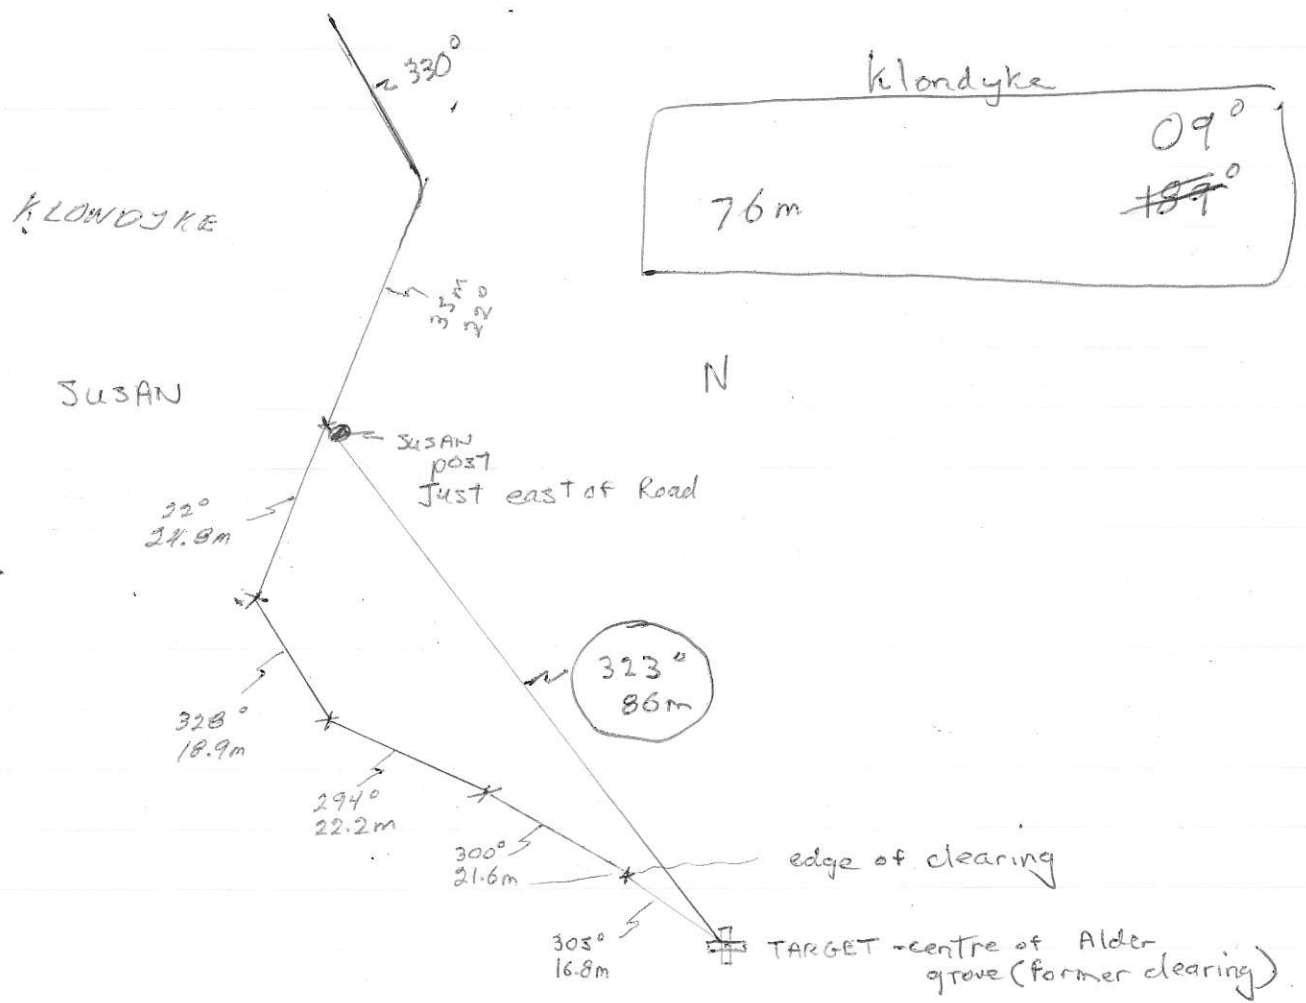 330°
Klondyke
09°
76m
189°
KLONDYKE
35m
22°
N
SUSAN
SUSAN
post
Just east of Road
22°
24.8m
323°
86m
328°
18.9m
294°
22.2m
300°
21.6m
edge of clearing
303°
16.8m
TARGET - centre of Alder
grove (former clearing)